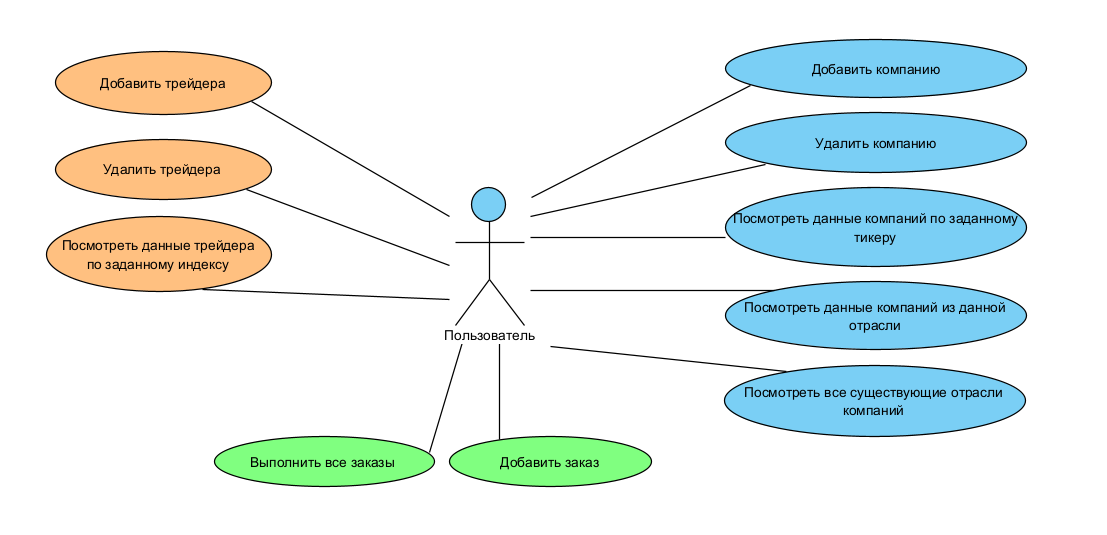 Добавить трейдера
Удалить трейдера
Посмотреть данные трейдера
по заданному индексу
Добавить компанию
Удалить компанию
Посмотреть данные компаний по заданному
тикеру
Посмотреть данные компаний из данной
отрасли
Посмотреть все существующие отрасли
компаний
Пользователь
Выполнить все заказы
Добавить заказ